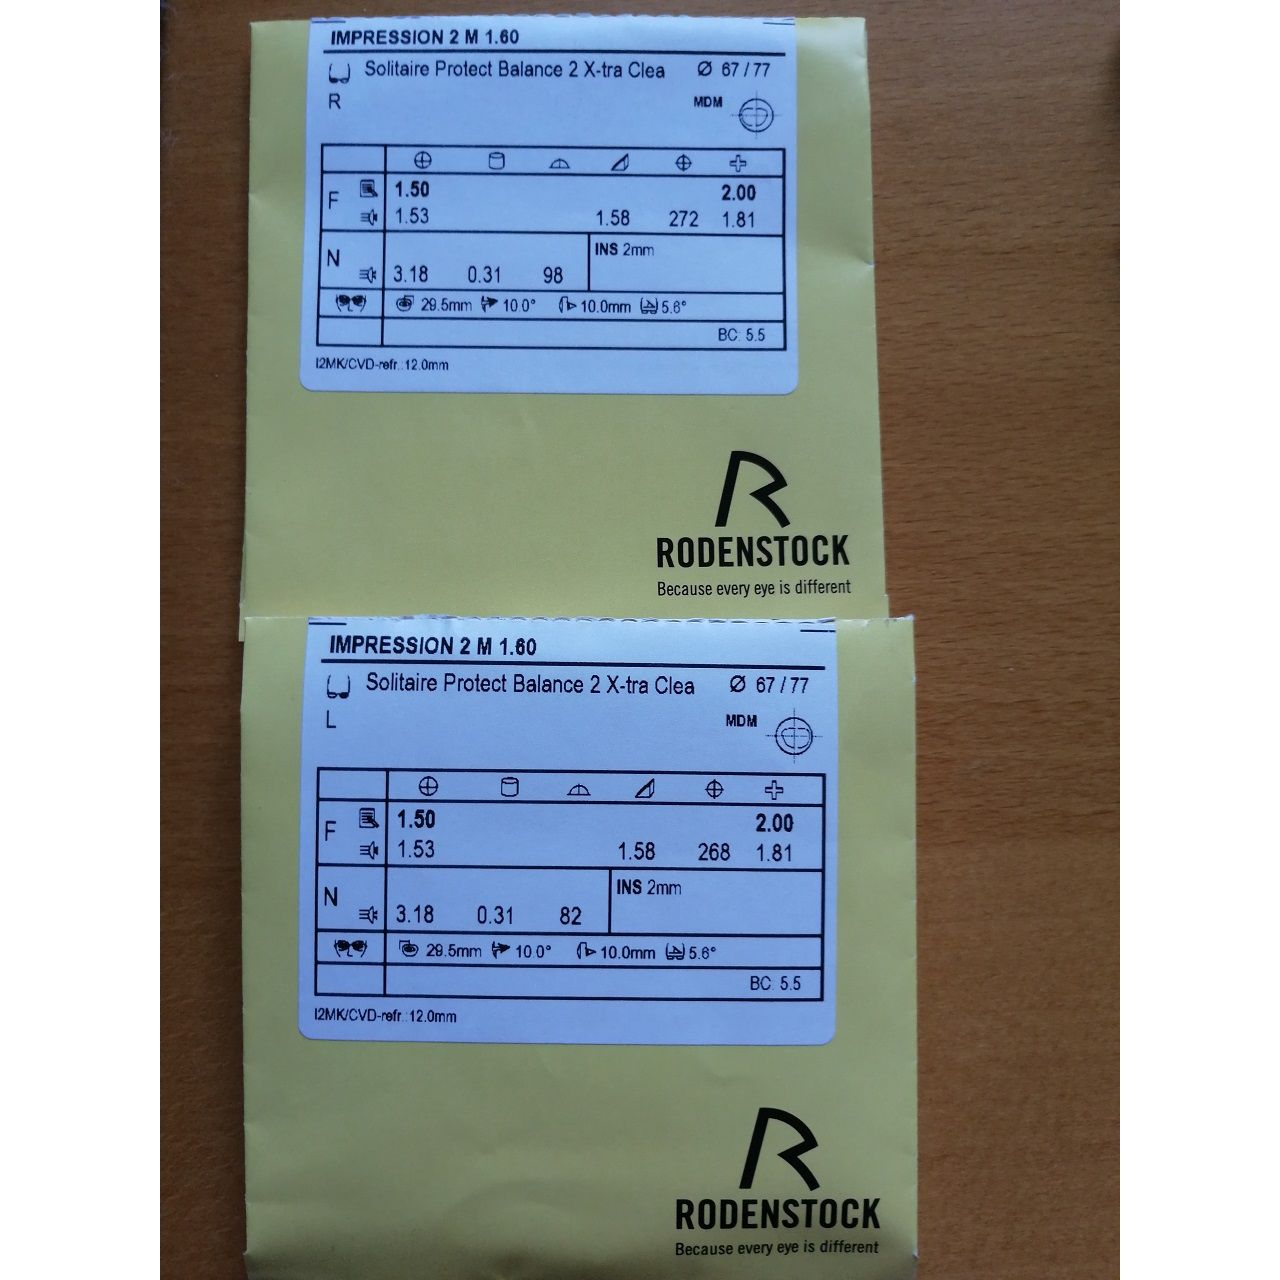 IMPRESSION 2 M 1.60
Solitaire Protect Balance 2 X-tra Clea Ø 67 / 77
R MDM
F 1.50 2.00
1.53 1.58 272 1.81
INS 2mm
N 3.18 0.31 98
29.5mm 10.0° 10.0mm 5.6°
BC: 5.5
I2MK/CVD-refr.:12.0mm
R
RODENSTOCK
Because every eye is different
IMPRESSION 2 M 1.60
Solitaire Protect Balance 2 X-tra Clea Ø 67 / 77
L MDM
F 1.50 2.00
1.53 1.58 268 1.81
INS 2mm
N 3.18 0.31 82
29.5mm 10.0° 10.0mm 5.6°
BC: 5.5
I2MK/CVD-refr.:12.0mm
R
RODENSTOCK
Because every eye is different